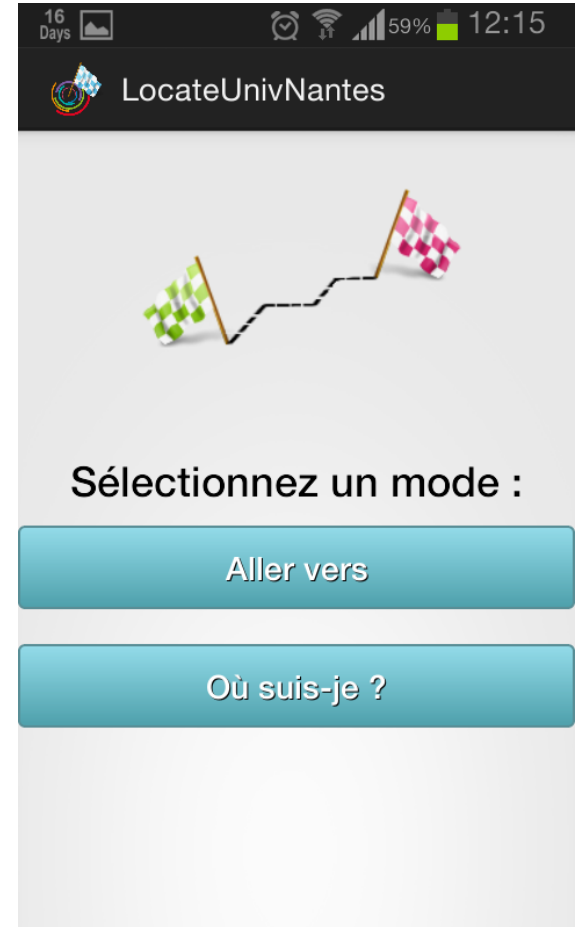 16
Days
59%
12:15
LocateUnivNantes
Sélectionnez un mode :
Aller vers
Où suis-je ?